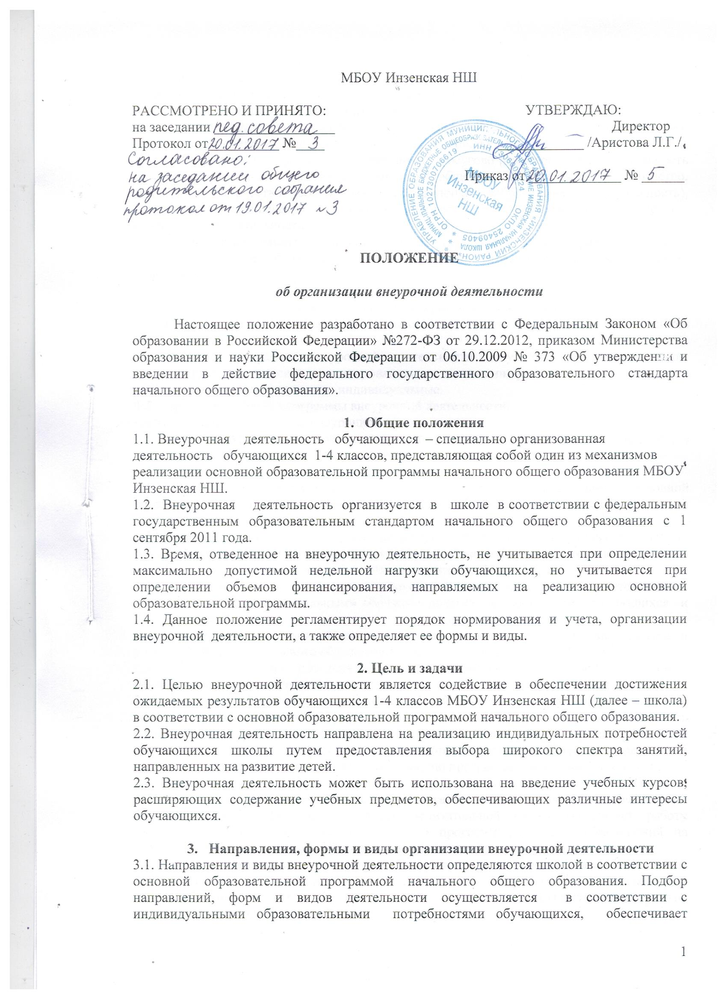 МБОУ Инзенская НШ
РАССМОТРЕНО И ПРИНЯТО:
на заседании пед. совета
Протокол от 20.01.2017 № 3
Согласовано:
на заседании общего
родительского собрания
протокол от 19.01.2017 №3
УТВЕРЖДАЮ:
Директор
/Аристова Л.Г./
Приказ от 20.01.2017 № 5
УПРАВЛЕНИЕ ОБРАЗОВАНИЯ МУНИЦИПАЛЬНОГО ОБРАЗОВАНИЯ «ИНЗЕНСКИЙ РАЙОН»
МУНИЦИПАЛЬНОЕ БЮДЖЕТНОЕ ОБЩЕОБРАЗОВАТЕЛЬНОЕ УЧРЕЖДЕНИЕ ИНЗЕНСКАЯ НАЧАЛЬНАЯ ШКОЛА
ОГРН 1027300706619 ИНН ОКПО 25409405
МБОУ
Инзенская
НШ
ПОЛОЖЕНИЕ
об организации внеурочной деятельности
Настоящее положение разработано в соответствии с Федеральным Законом «Об
образовании в Российской Федерации» №272-ФЗ от 29.12.2012, приказом Министерства
образования и науки Российской Федерации от 06.10.2009 № 373 «Об утверждении и
введении в действие федерального государственного образовательного стандарта
начального общего образования».
1. Общие положения
1.1. Внеурочная деятельность обучающихся – специально организованная
деятельность обучающихся 1-4 классов, представляющая собой один из механизмов
реализации основной образовательной программы начального общего образования МБОУ
Инзенская НШ.
1.2. Внеурочная деятельность организуется в школе в соответствии с федеральным
государственным образовательным стандартом начального общего образования с 1
сентября 2011 года.
1.3. Время, отведенное на внеурочную деятельность, не учитывается при определении
максимально допустимой недельной нагрузки обучающихся, но учитывается при
определении объемов финансирования, направляемых на реализацию основной
образовательной программы.
1.4. Данное положение регламентирует порядок нормирования и учета, организации
внеурочной деятельности, а также определяет ее формы и виды.
2. Цель и задачи
2.1. Целью внеурочной деятельности является содействие в обеспечении достижения
ожидаемых результатов обучающихся 1-4 классов МБОУ Инзенская НШ (далее – школа)
в соответствии с основной образовательной программой начального общего образования.
2.2. Внеурочная деятельность направлена на реализацию индивидуальных потребностей
обучающихся школы путем предоставления выбора широкого спектра занятий,
направленных на развитие детей.
2.3. Внеурочная деятельность может быть использована на введение учебных курсов,
расширяющих содержание учебных предметов, обеспечивающих различные интересы
обучающихся.
3. Направления, формы и виды организации внеурочной деятельности
3.1. Направления и виды внеурочной деятельности определяются школой в соответствии с
основной образовательной программой начального общего образования. Подбор
направлений, форм и видов деятельности осуществляется в соответствии с
индивидуальными образовательными потребностями обучающихся, обеспечивает
1